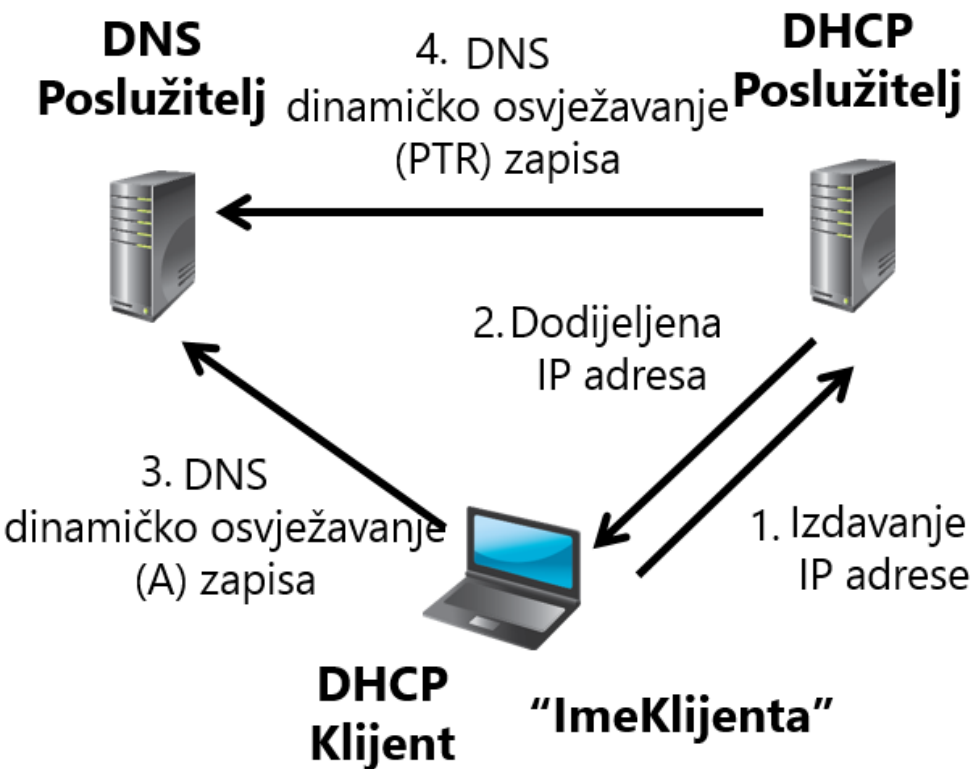 DNS
Poslužitelj
4. DNS
dinamičko osvježavanje
(PTR) zapisa
DHCP
Poslužitelj
2. Dodijeljena
IP adresa
3. DNS
dinamičko osvježavanje
(A) zapisa
1. Izdavanje
IP adrese
DHCP
Klijent
“ImeKlijenta”